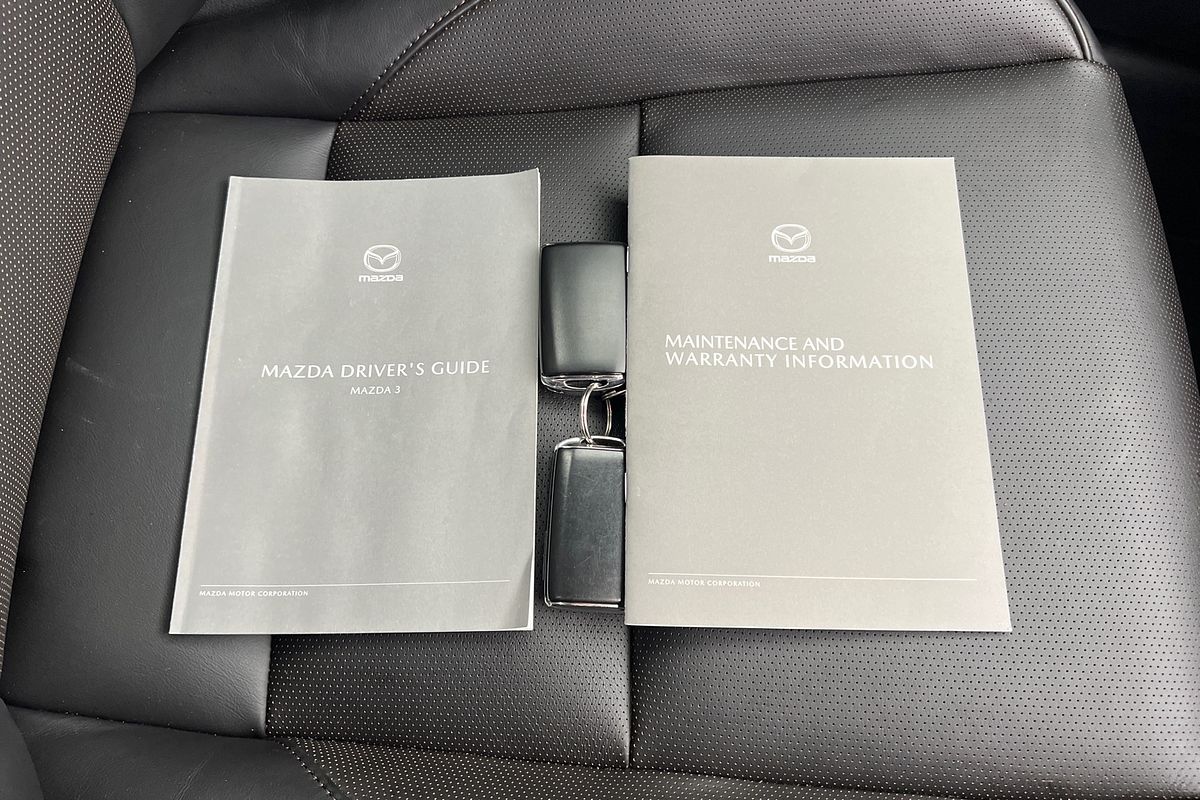 mazda
MAZDA DRIVER'S GUIDE
MAZDA 3
MAZDA MOTOR CORPORATION
mazda
MAINTENANCE AND
WARRANTY INFORMATION
MAZDA MOTOR CORPORATION